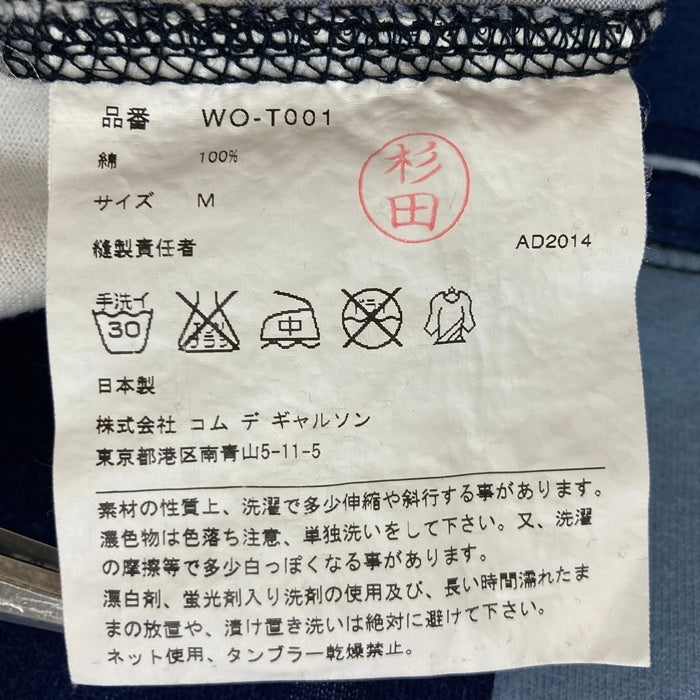 品番 WO-T001
綿 100%
サイズ M
杉田
縫製責任者 AD2014
手洗イ
30
エンソサラシ
中
ドライ
日本製
株式会社 コム デ ギャルソン
東京都港区南青山5-11-5
素材の性質上、洗濯で多少伸縮や斜行する事があります。
濃色物は色落ち注意、単独洗いをして下さい。又、洗濯
の摩擦等で多少白っぽくなる事があります。
漂白剤、蛍光剤入り洗剤の使用及び、長い時間濡れたま
まの放置や、漬け置き洗いは絶対に避けて下さい。
ネット使用、タンブラー乾燥禁止。